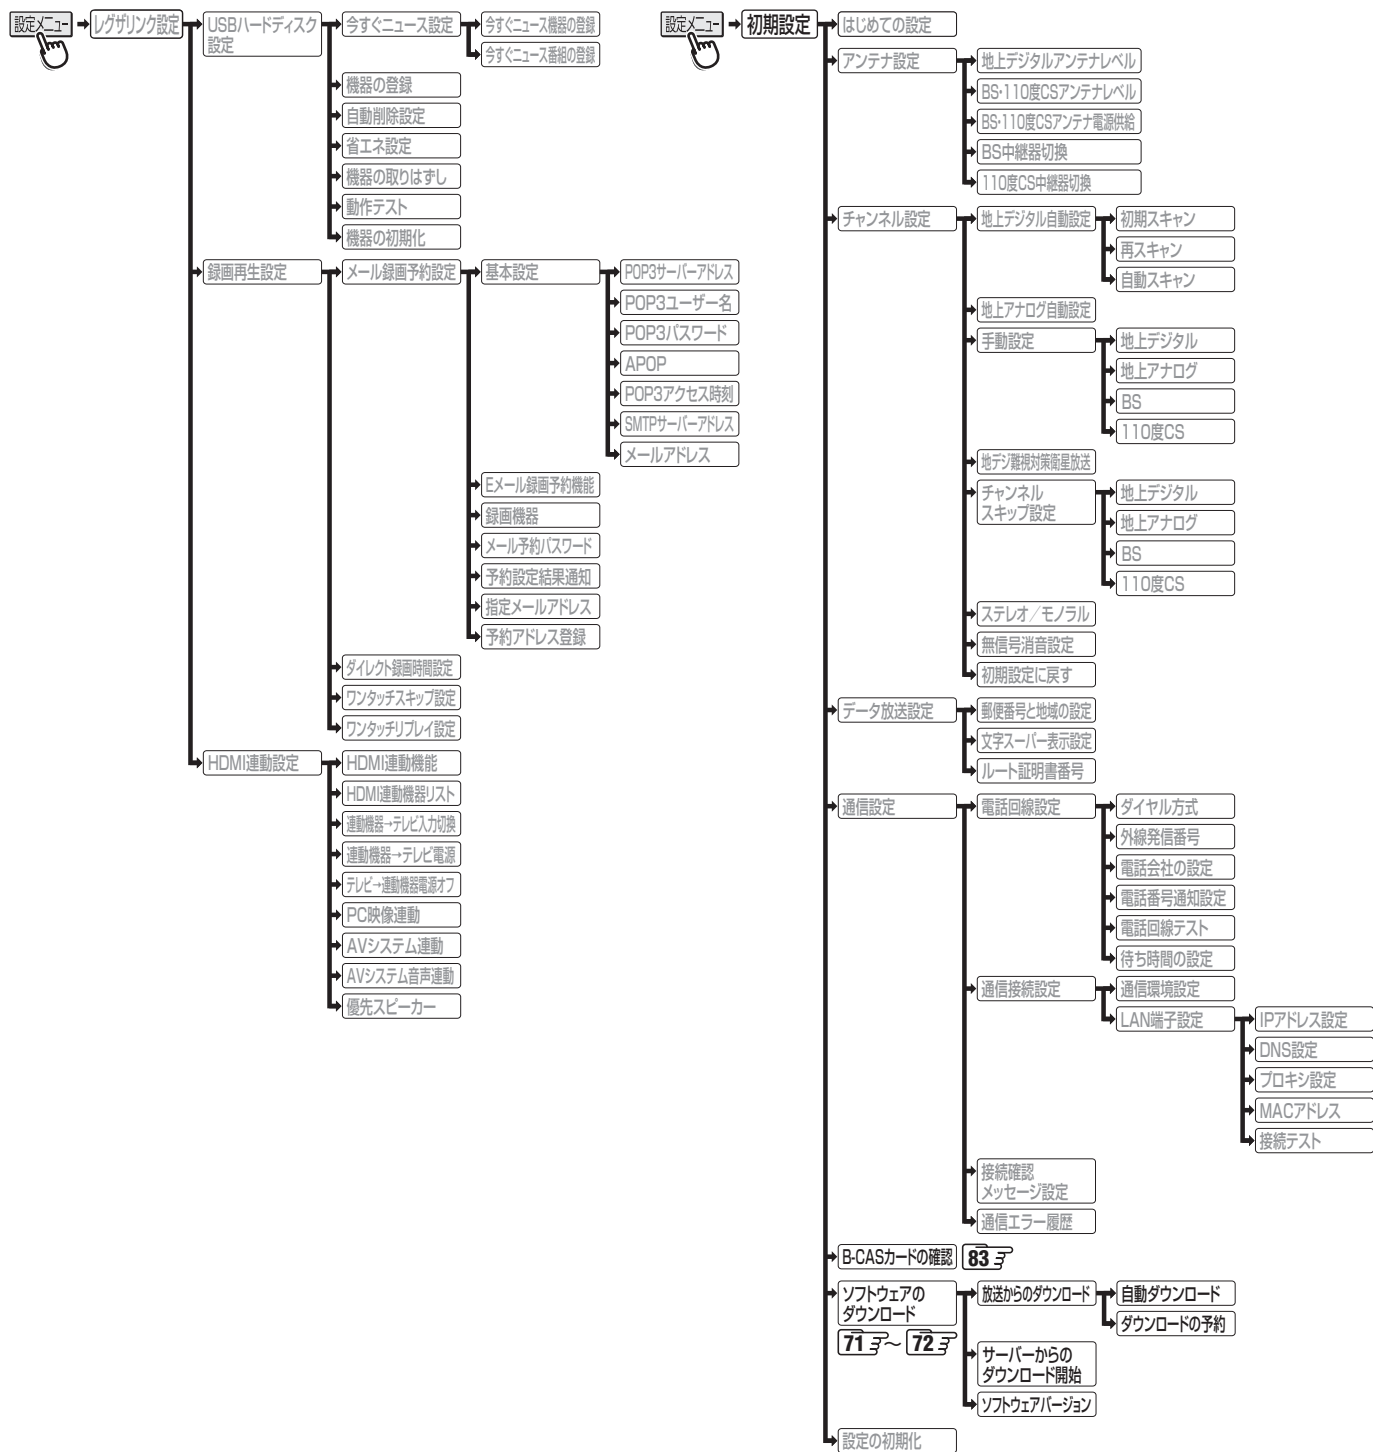 設定メニュー
レグザリンク設定
USBハードディスク
設定
今すぐニュース設定
今すぐニュース機器の登録
今すぐニュース番組の登録
機器の登録
自動削除設定
省エネ設定
機器の取りはずし
動作テスト
機器の初期化
録画再生設定
メール録画予約設定
基本設定
POP3サーバーアドレス
POP3ユーザー名
POP3パスワード
APOP
POP3アクセス時刻
SMTPサーバーアドレス
メールアドレス
Eメール録画予約機能
録画機器
メール予約パスワード
予約設定結果通知
指定メールアドレス
予約アドレス登録
ダイレクト録画時間設定
ワンタッチスキップ設定
ワンタッチリプレイ設定
HDMI連動設定
HDMI連動機能
HDMI連動機器リスト
連動機器→テレビ入力切換
連動機器→テレビ電源
テレビ→連動機器電源オフ
PC映像連動
AVシステム連動
AVシステム音声連動
優先スピーカー
設定メニュー
初期設定
はじめての設定
アンテナ設定
地上デジタルアンテナレベル
BS・110度CSアンテナレベル
BS・110度CSアンテナ電源供給
BS中継器切換
110度CS中継器切換
チャンネル設定
地上デジタル自動設定
初期スキャン
再スキャン
自動スキャン
地上アナログ自動設定
手動設定
地上デジタル
地上アナログ
BS
110度CS
地デジ難視対策衛星放送
チャンネル
スキップ設定
地上デジタル
地上アナログ
BS
110度CS
ステレオ／モノラル
無信号消音設定
初期設定に戻す
データ放送設定
郵便番号と地域の設定
文字スーパー表示設定
ルート証明書番号
通信設定
電話回線設定
ダイヤル方式
外線発信番号
電話会社の設定
電話番号通知設定
電話回線テスト
待ち時間の設定
通信接続設定
通信環境設定
LAN端子設定
IPアドレス設定
DNS設定
プロキシ設定
MACアドレス
接続テスト
接続確認
メッセージ設定
通信エラー履歴
B-CASカードの確認 83
ソフトウェアの
ダウンロード
71 ～ 72
放送からのダウンロード
自動ダウンロード
ダウンロードの予約
サーバーからの
ダウンロード開始
ソフトウェアバージョン
設定の初期化